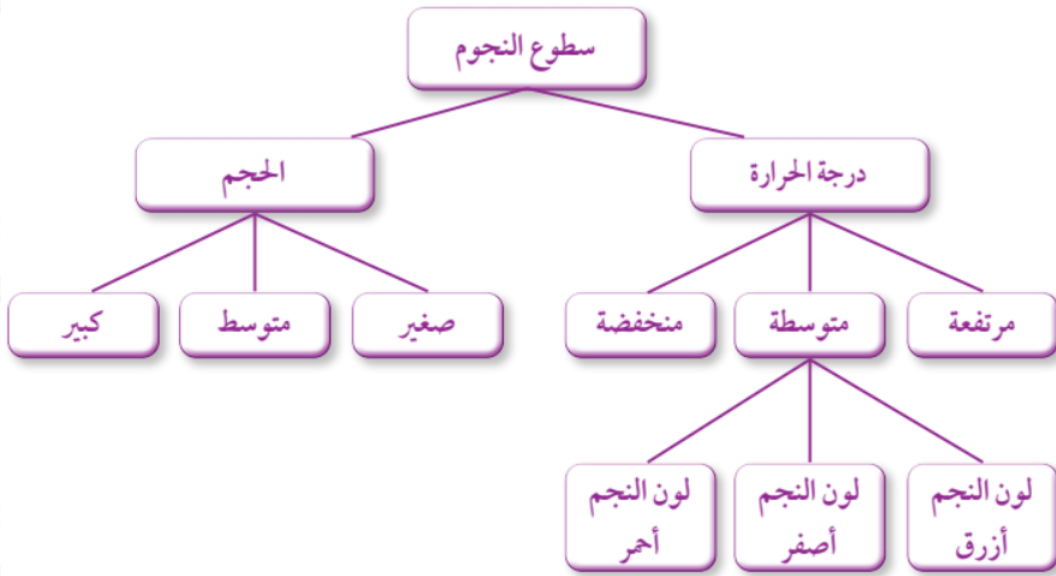 سطوع النجوم
درجة الحرارة
الحجم
مرتفعة
متوسطة
منخفضة
صغير
متوسط
كبير
لون النجم
أزرق
لون النجم
أصفر
لون النجم
أحمر